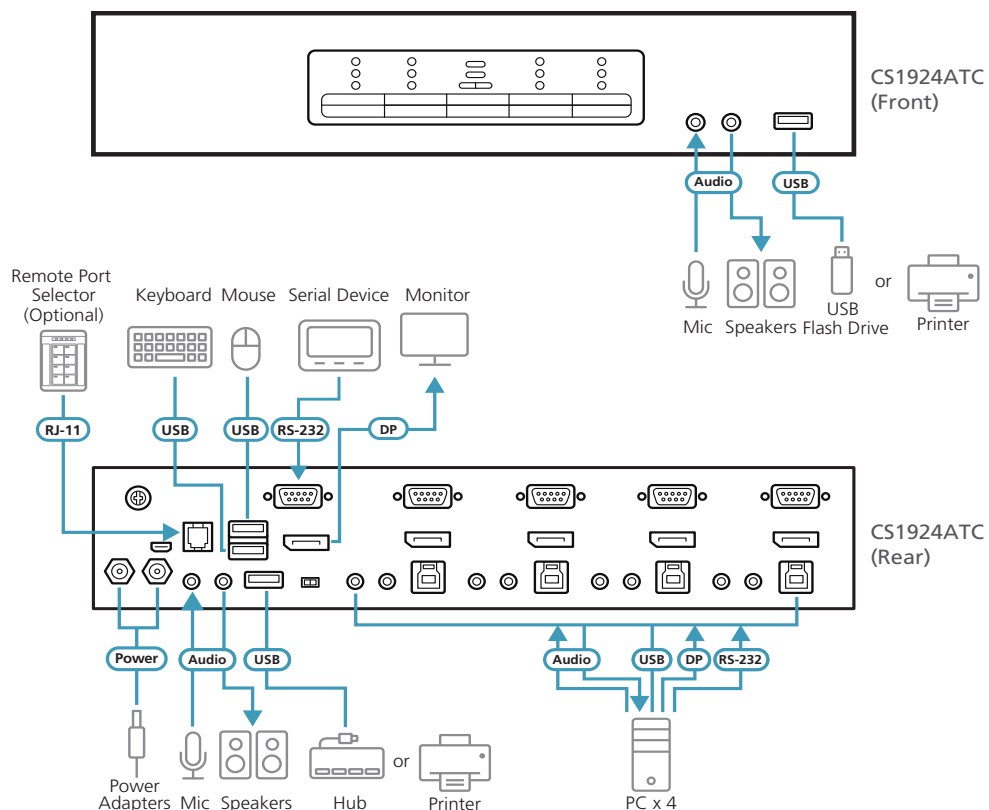 CS1924ATC
(Front)
Audio
USB
Mic
Speakers
USB
Flash Drive
or
Printer
Remote Port
Selector
(Optional)
Keyboard
Mouse
Serial Device
Monitor
RJ-11
USB
USB
RS-232
DP
CS1924ATC
(Rear)
Power
Audio
USB
Audio
USB
DP
RS-232
Power
Adapters
Mic
Speakers
Hub
or
Printer
PC x 4